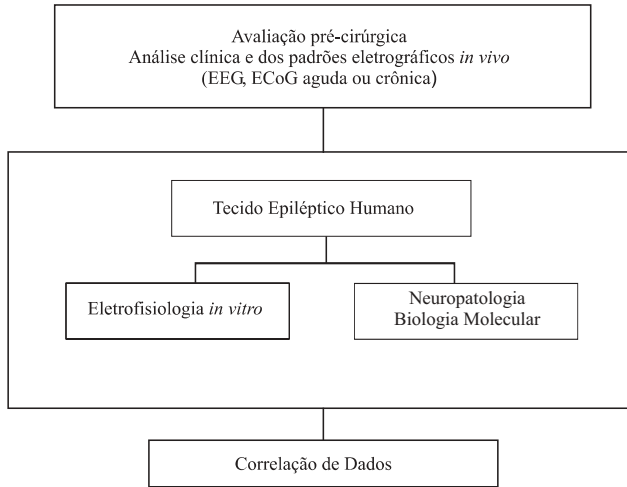 Avaliação pré-cirúrgica
Análise clínica e dos padrões eletrográficos in vivo
(EEG, ECoG aguda ou crônica)
Tecido Epiléptico Humano
Eletrofisiologia in vitro
Neuropatologia
Biologia Molecular
Correlação de Dados